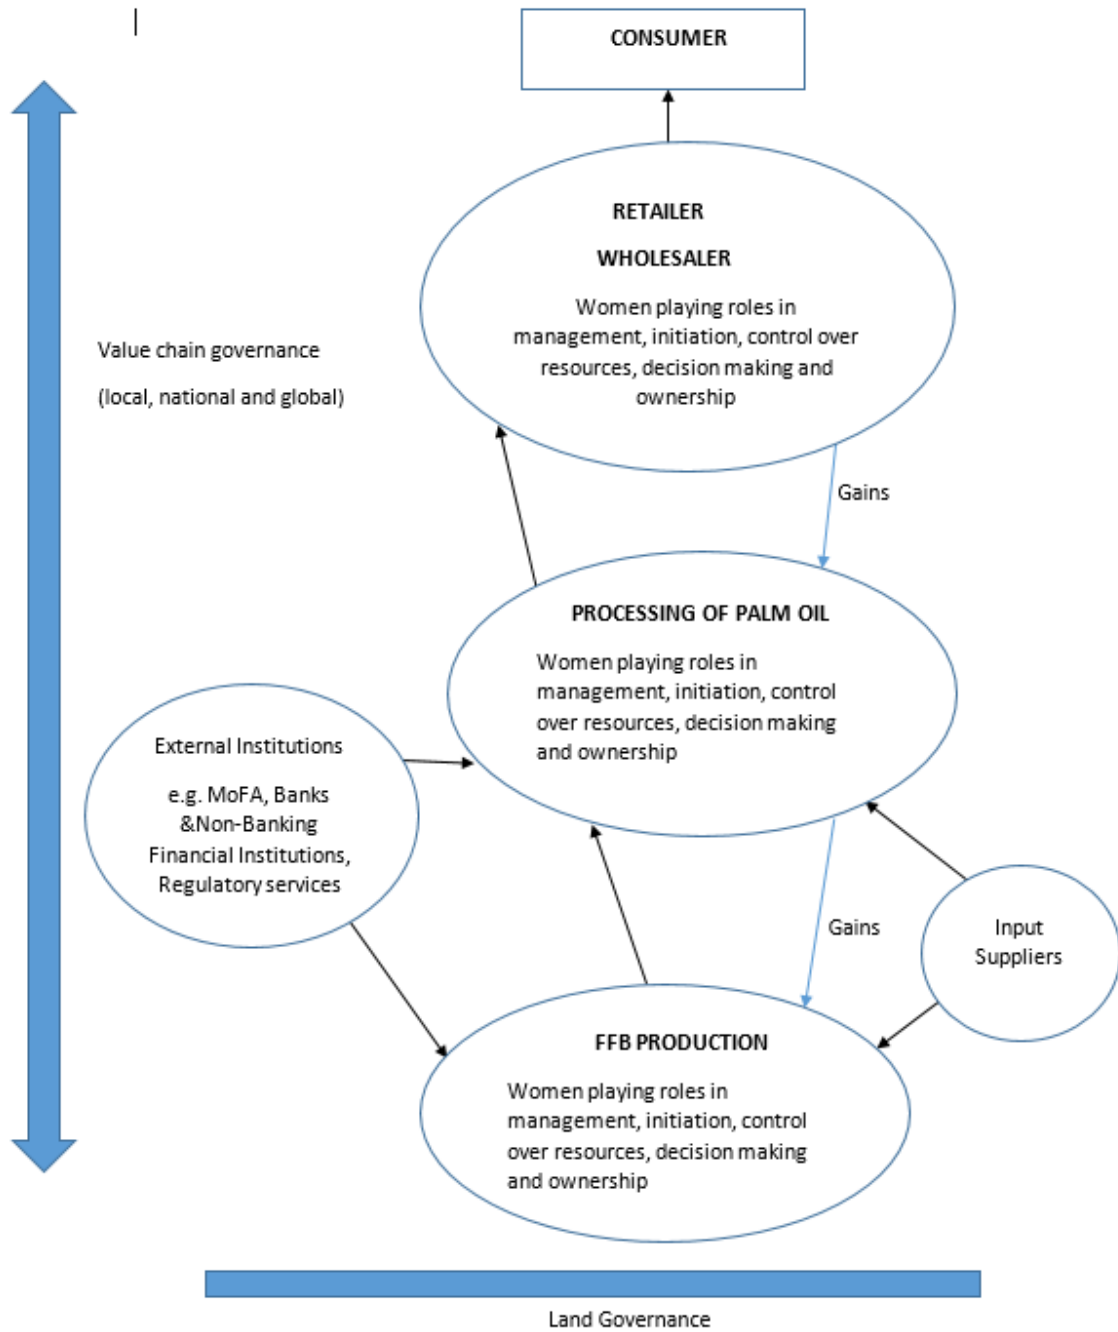 CONSUMER
RETAILER
WHOLESALER
Women playing roles in
management, initiation, control over
resources, decision making and
ownership
Value chain governance
(local, national and global)
Gains
PROCESSING OF PALM OIL
Women playing roles in
management, initiation, control
over resources, decision making
and ownership
External Institutions
e.g. MoFA, Banks
&Non-Banking
Financial Institutions,
Regulatory services
Gains
Input
Suppliers
FFB PRODUCTION
Women playing roles in
management, initiation, control
over resources, decision making
and ownership
Land Governance